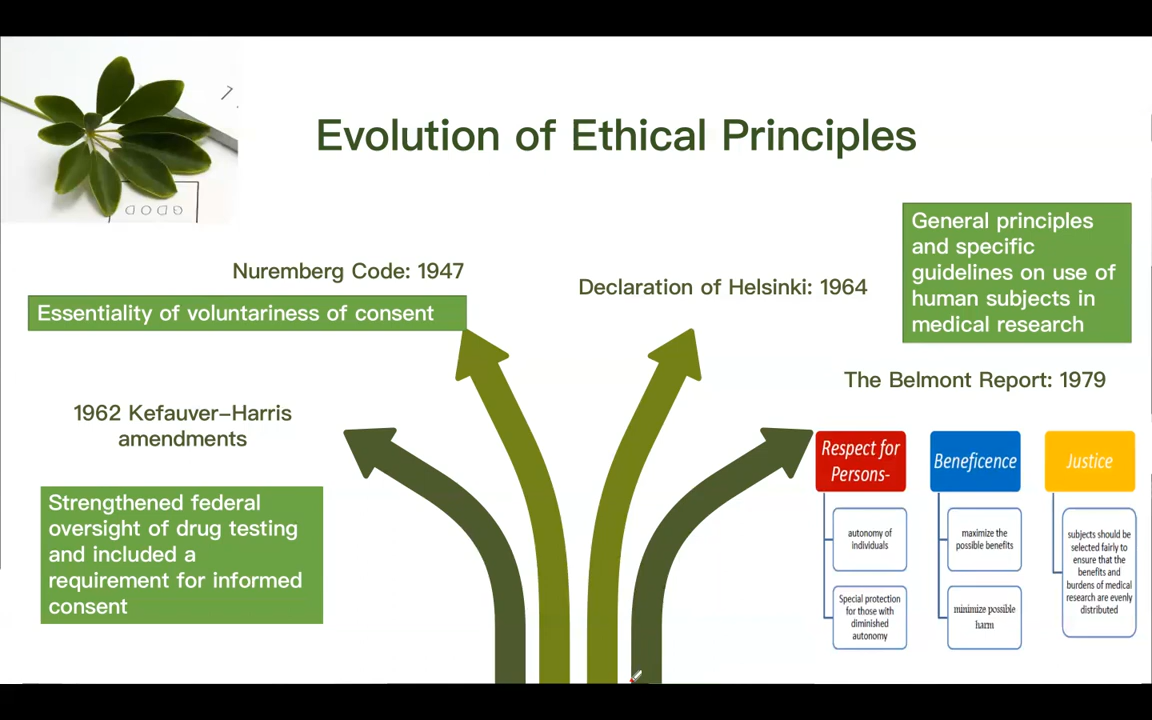 Evolution of Ethical Principles
Nuremberg Code: 1947
Essentiality of voluntariness of consent
1962 Kefauver–Harris
amendments
Strengthened federal
oversight of drug testing
and included a
requirement for informed
consent
Declaration of Helsinki: 1964
General principles
and specific
guidelines on use of
human subjects in
medical research
The Belmont Report: 1979
Respect for
Persons-
autonomy of
individuals
Special protection
for those with
diminished
autonomy
Beneficence
maximize the
possible benefits
minimize possible
harm
Justice
subjects should be
selected fairly to
ensure that the
benefits and
burdens of medical
research are evenly
distributed